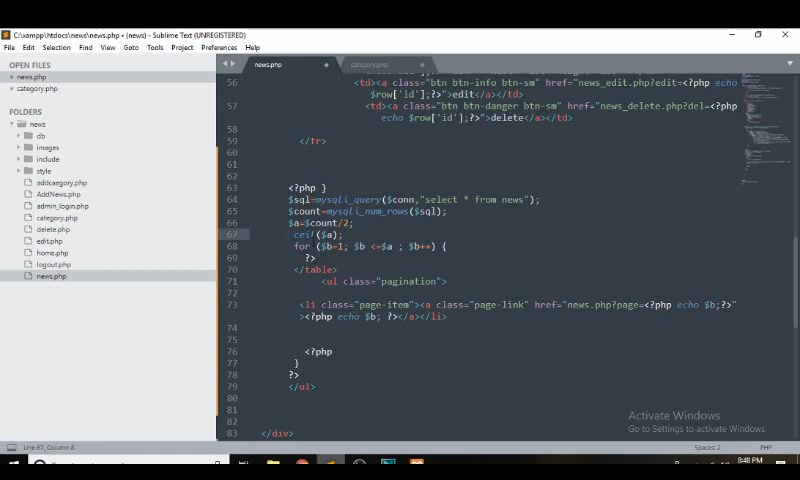 C:\xampp\htdocs\news\news.php • (news) - Sublime Text (UNREGISTERED)
File Edit Selection Find View Goto Tools Project Preferences Help
OPEN FILES
news.php
category.php
FOLDERS
news
db
images
include
style
addcaegory.php
AddNews.php
admin_login.php
category.php
delete.php
edit.php
home.php
logout.php
news.php
news.php
category.php
56 <td><a class="btn btn-info btn-sm" href="news_edit.php?edit=<?php echo
$row['id'];?>">edit</a></td>
57 <td><a class="btn btn-danger btn-sm" href="news_delete.php?del=<?php
echo $row['id'];?>">delete</a></td>
58
59 </tr>
60
61
62
63 <?php }
64 $sql=mysqli_query($conn,"select * from news");
65 $count=mysqli_num_rows($sql);
66 $a=$count/2;
67 ceil($a);
68 for ($b=1; $b <=$a ; $b++) {
69 ?>
70 </table>
71 <ul class="pagination">
72
73 <li class="page-item"><a class="page-link" href="news.php?page=<?php echo $b;?>"
><?php echo $b; ?></a></li>
74
75
76 <?php
77 }
78 ?>
79 </ul>
80
81
82
83 </div>
Activate Windows
Go to Settings to activate Windows.
Line 67, Column 8
Spaces: 2
PHP
8:48 PM